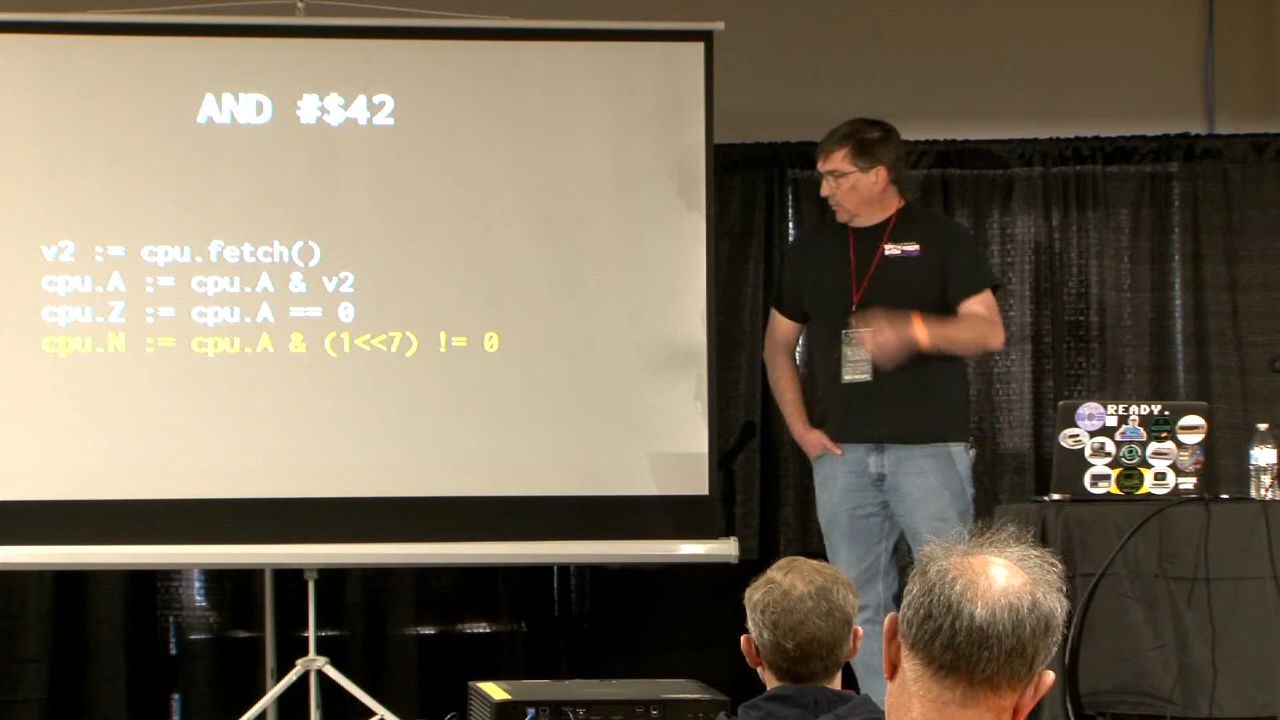 AND #$42
v2 := cpu.fetch()
cpu.A := cpu.A & v2
cpu.Z := cpu.A == 0
cpu.N := cpu.A & (1<<7) != 0
READY.